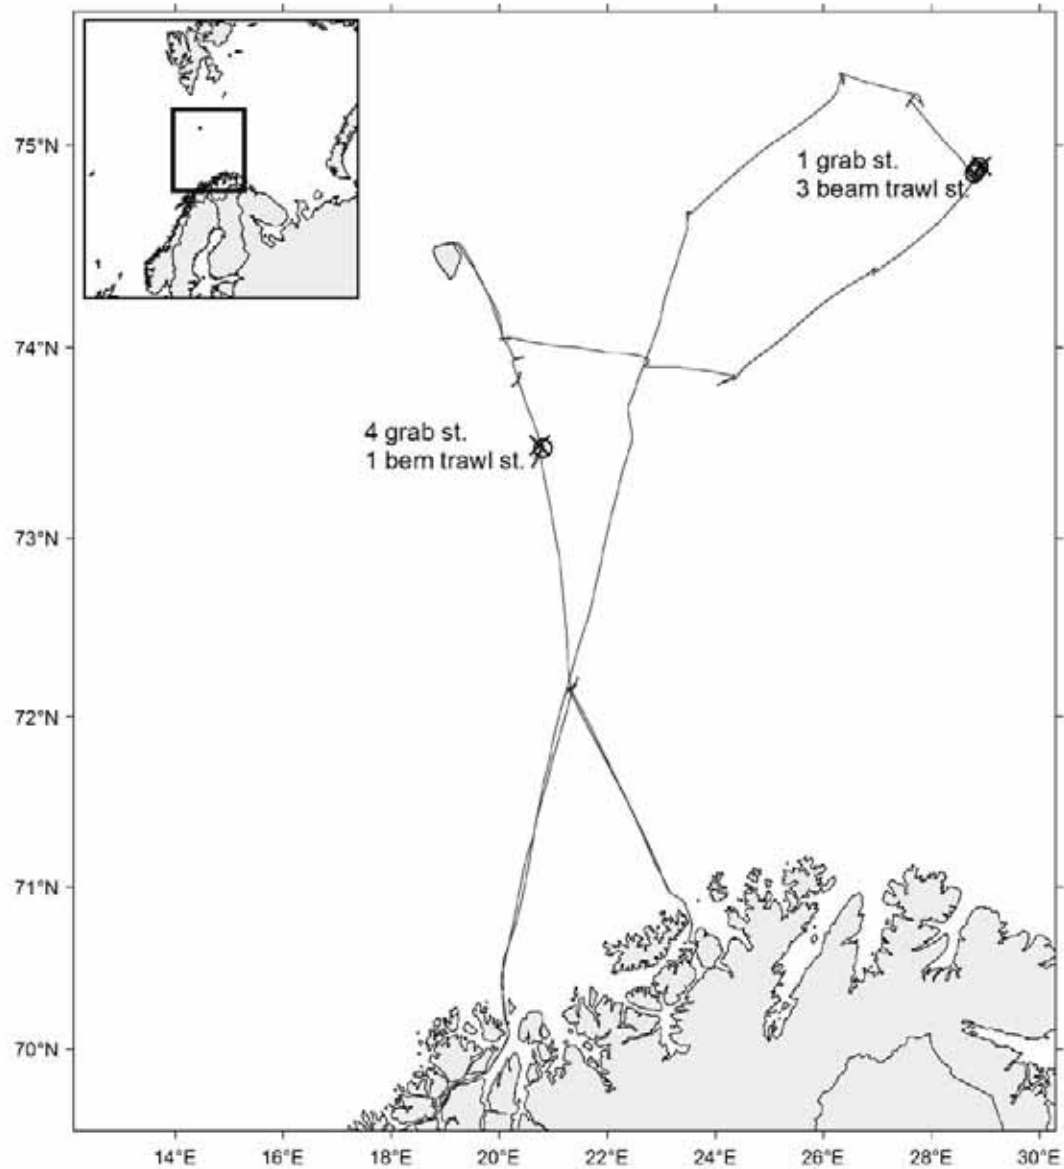 75°N
1 grab st.
3 beam trawl st.
74°N
4 grab st.
1 bem trawl st.
73°N
72°N
71°N
70°N
14°E 16°E 18°E 20°E 22°E 24°E 26°E 28°E 30°E